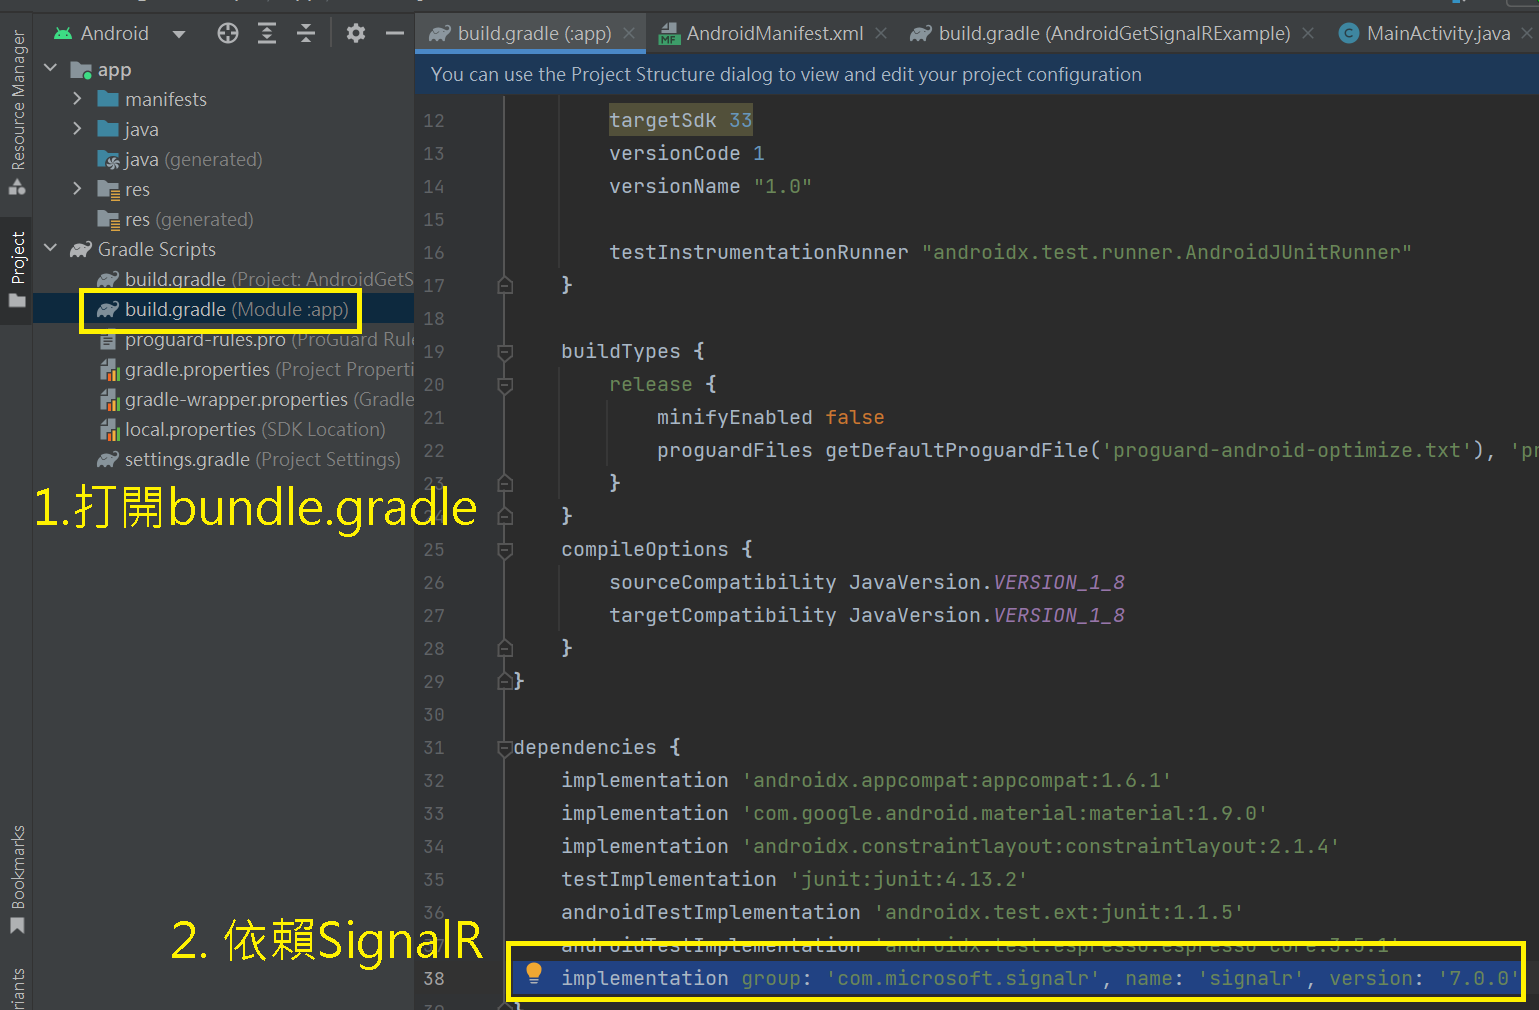 Android
build.gradle (:app)
AndroidManifest.xml
build.gradle (AndroidGetSignalRExample)
MainActivity.java
You can use the Project Structure dialog to view and edit your project configuration
Resource Manager
Project
Bookmarks
app
manifests
java
java (generated)
res
res (generated)
Gradle Scripts
build.gradle (Project: AndroidGetS
build.gradle (Module :app)
proguard-rules.pro (ProGuard Rul
gradle.properties (Project Properti
gradle-wrapper.properties (Gradle
local.properties (SDK Location)
settings.gradle (Project Settings)
1.打開bundle.gradle
2. 依賴SignalR
12 targetSdk 33
13 versionCode 1
14 versionName "1.0"
15
16 testInstrumentationRunner "androidx.test.runner.AndroidJUnitRunner"
17 }
18
19 buildTypes {
20 release {
21 minifyEnabled false
22 proguardFiles getDefaultProguardFile('proguard-android-optimize.txt'), 'pr
23 }
24 }
25 compileOptions {
26 sourceCompatibility JavaVersion.VERSION_1_8
27 targetCompatibility JavaVersion.VERSION_1_8
28 }
29 }
30
31 dependencies {
32 implementation 'androidx.appcompat:appcompat:1.6.1'
33 implementation 'com.google.android.material:material:1.9.0'
34 implementation 'androidx.constraintlayout:constraintlayout:2.1.4'
35 testImplementation 'junit:junit:4.13.2'
36 androidTestImplementation 'androidx.test.ext:junit:1.1.5'
37 androidTestImplementation 'androidx.test.espresso:espresso-core:3.5.1'
38 implementation group: 'com.microsoft.signalr', name: 'signalr', version: '7.0.0'
39 }